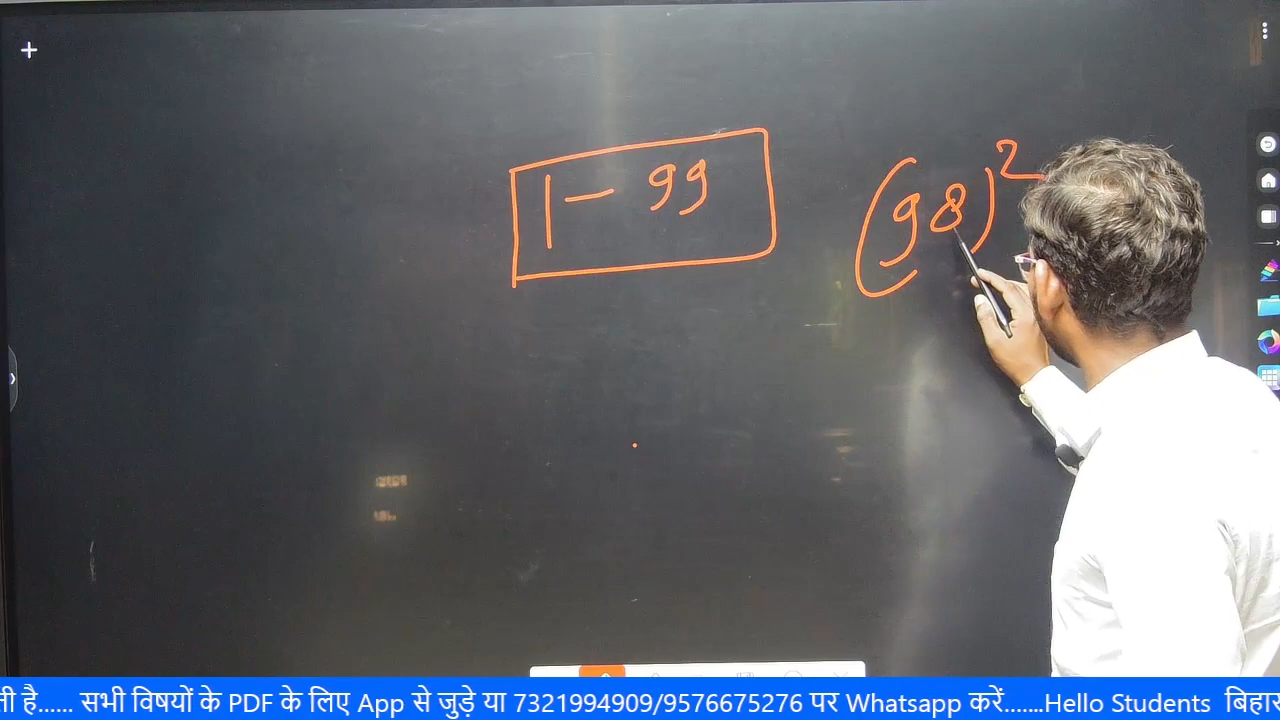 1 - 99
(98)²
ती है...... सभी विषयों के PDF के लिए App से जुड़े या 7321994909/9576675276 पर Whatsapp करें.......Hello Students बिहार